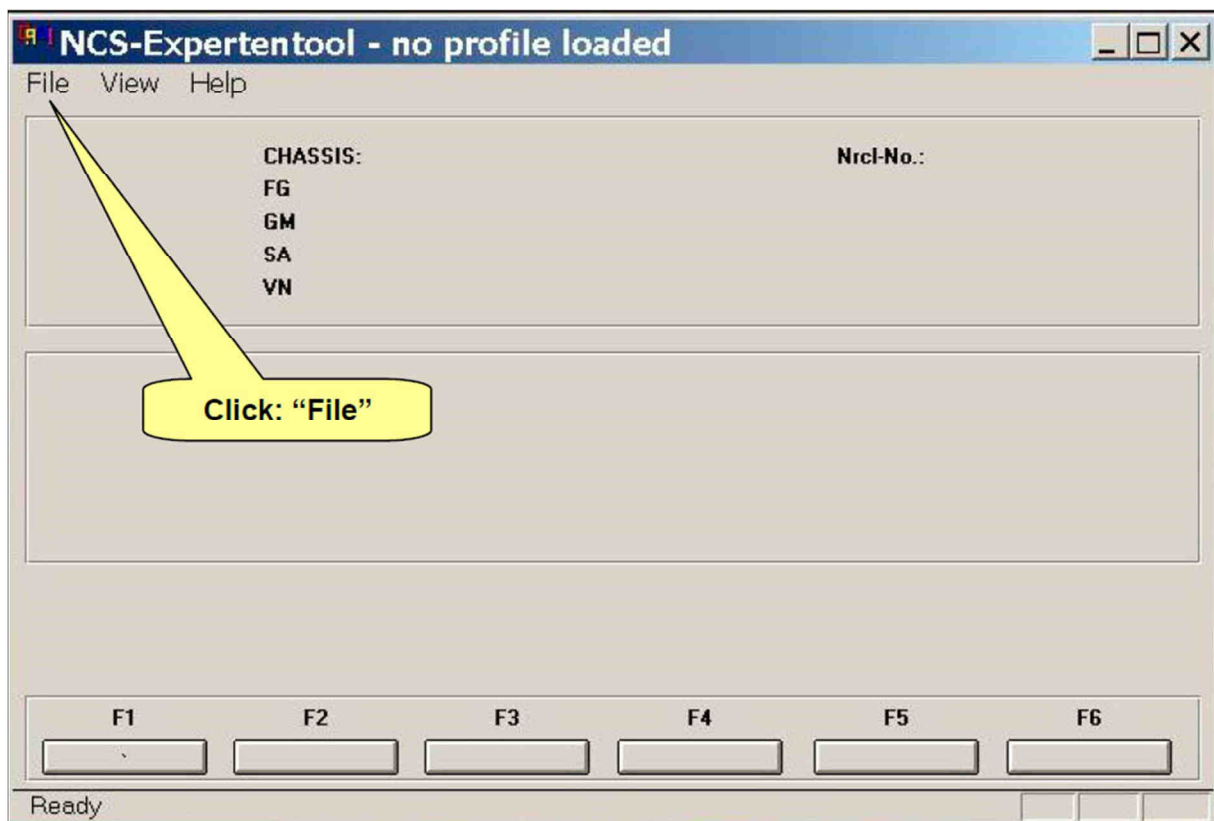 NCS-Expertentool - no profile loaded
File View Help
CHASSIS: Nrcl-No.:
FG
GM
SA
VN
Click: “File”
F1 F2 F3 F4 F5 F6
Ready